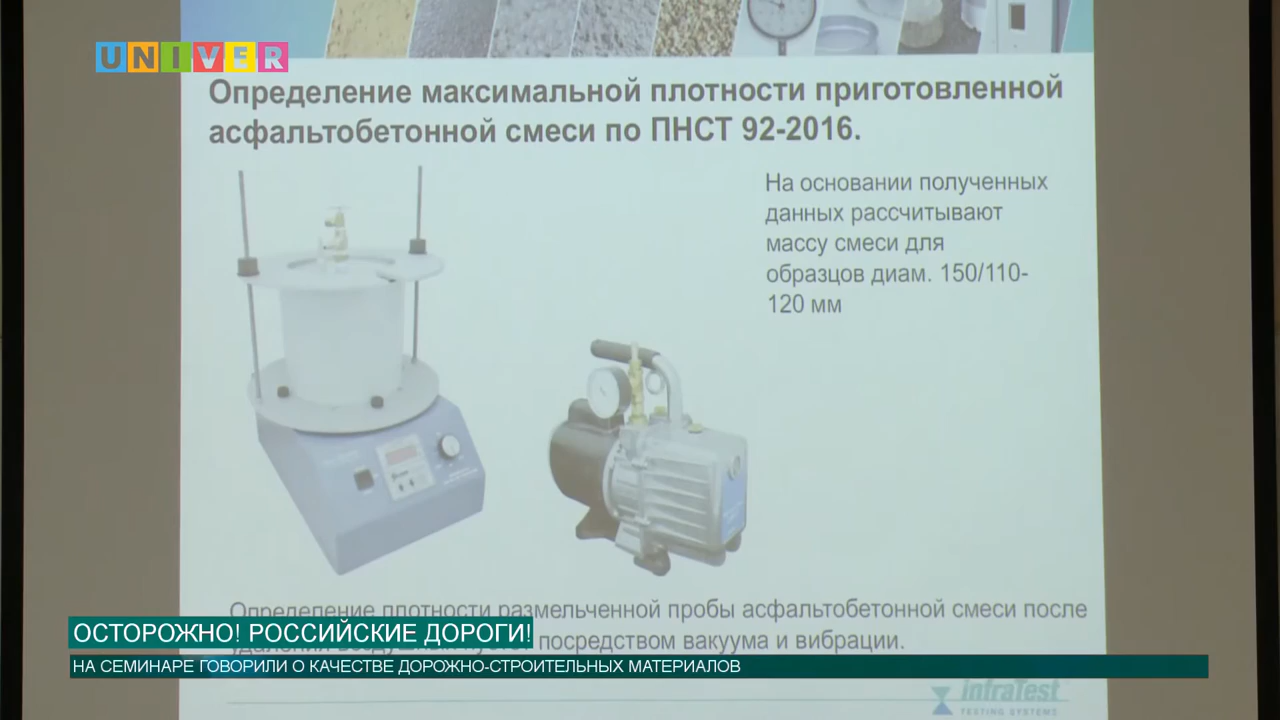 UNIVER
Определение максимальной плотности приготовленной
асфальтобетонной смеси по ПНСТ 92-2016.
На основании полученных
данных рассчитывают
массу смеси для
образцов диам. 150/110-
120 мм
Определение плотности размельченной пробы асфальтобетонной смеси после
посредством вакуума и вибрации.
ОСТОРОЖНО! РОССИЙСКИЕ ДОРОГИ!
НА СЕМИНАРЕ ГОВОРИЛИ О КАЧЕСТВЕ ДОРОЖНО-СТРОИТЕЛЬНЫХ МАТЕРИАЛОВ
infraTest
TESTING SYSTEMS